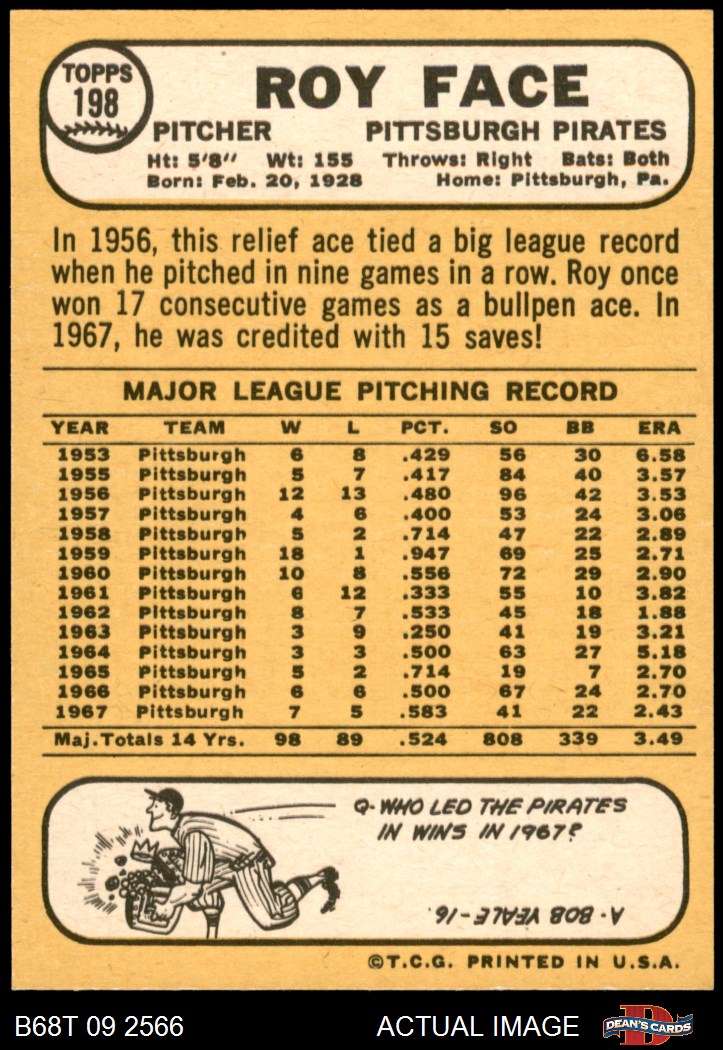 TOPPS
198
ROY FACE
PITCHER PITTSBURGH PIRATES
Ht: 5'8" Wt: 155 Throws: Right Bats: Both
Born: Feb. 20, 1928 Home: Pittsburgh, Pa.
In 1956, this relief ace tied a big league record
when he pitched in nine games in a row. Roy once
won 17 consecutive games as a bullpen ace. In
1967, he was credited with 15 saves!
MAJOR LEAGUE PITCHING RECORD
YEAR TEAM W L PCT. SO BB ERA
1953 Pittsburgh 6 8 .429 56 30 6.58
1955 Pittsburgh 5 7 .417 84 40 3.57
1956 Pittsburgh 12 13 .480 96 42 3.53
1957 Pittsburgh 4 6 .400 53 24 3.06
1958 Pittsburgh 5 2 .714 47 22 2.89
1959 Pittsburgh 18 1 .947 69 25 2.71
1960 Pittsburgh 10 8 .556 72 29 2.90
1961 Pittsburgh 6 12 .333 55 10 3.82
1962 Pittsburgh 8 7 .533 45 18 1.88
1963 Pittsburgh 3 9 .250 41 19 3.21
1964 Pittsburgh 3 3 .500 63 27 5.18
1965 Pittsburgh 5 2 .714 19 7 2.70
1966 Pittsburgh 6 6 .500 67 24 2.70
1967 Pittsburgh 7 5 .583 41 22 2.43
Maj. Totals 14 Yrs. 98 89 .524 808 339 3.49
Q- WHO LED THE PIRATES
IN WINS IN 1967?
A- BOB VEALE-16.
©T.C.G. PRINTED IN U.S.A.
B68T 09 2566 ACTUAL IMAGE DEAN'S CARDS